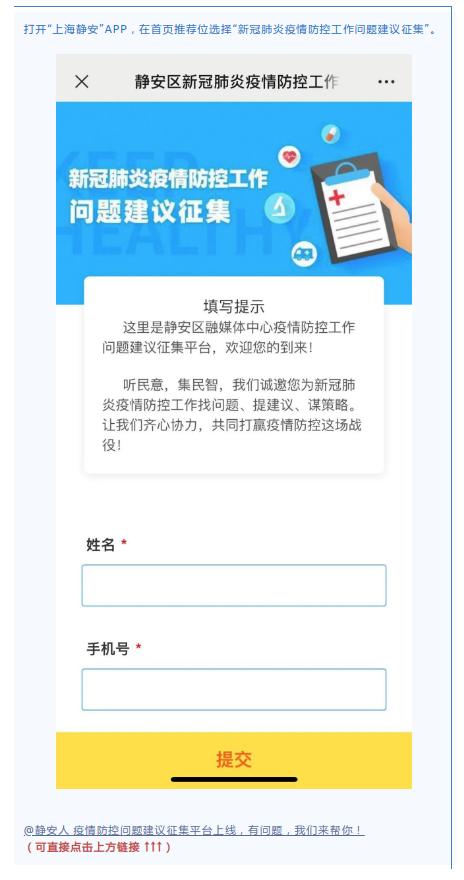 打开“上海静安”APP，在首页推荐位选择“新冠肺炎疫情防控工作问题建议征集”。
静安区新冠肺炎疫情防控工作
KEEP
新冠肺炎疫情防控工作
问题建议征集
HEALTHY
填写提示
这里是静安区融媒体中心疫情防控工作
问题建议征集平台，欢迎您的到来！
听民意，集民智，我们诚邀您为新冠肺
炎疫情防控工作找问题、提建议、谋策略。
让我们齐心协力，共同打赢疫情防控这场战
役！
姓名 *
手机号 *
提交
@静安人 疫情防控问题建议征集平台上线，有问题，我们来帮你！
（可直接点击上方链接 ↑↑↑）